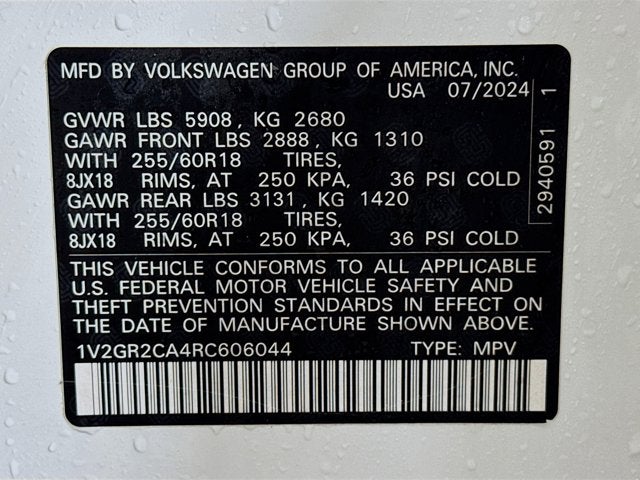 MFD BY VOLKSWAGEN GROUP OF AMERICA, INC.
USA 07/2024
GVWR LBS 5908, KG 2680
GAWR FRONT LBS 2888, KG 1310
WITH 255/60R18 TIRES,
8JX18 RIMS, AT 250 KPA, 36 PSI COLD
GAWR REAR LBS 3131, KG 1420
WITH 255/60R18 TIRES,
8JX18 RIMS, AT 250 KPA, 36 PSI COLD
2940591 1
THIS VEHICLE CONFORMS TO ALL APPLICABLE
U.S. FEDERAL MOTOR VEHICLE SAFETY AND
THEFT PREVENTION STANDARDS IN EFFECT ON
THE DATE OF MANUFACTURE SHOWN ABOVE.
1V2GR2CA4RC606044 TYPE: MPV